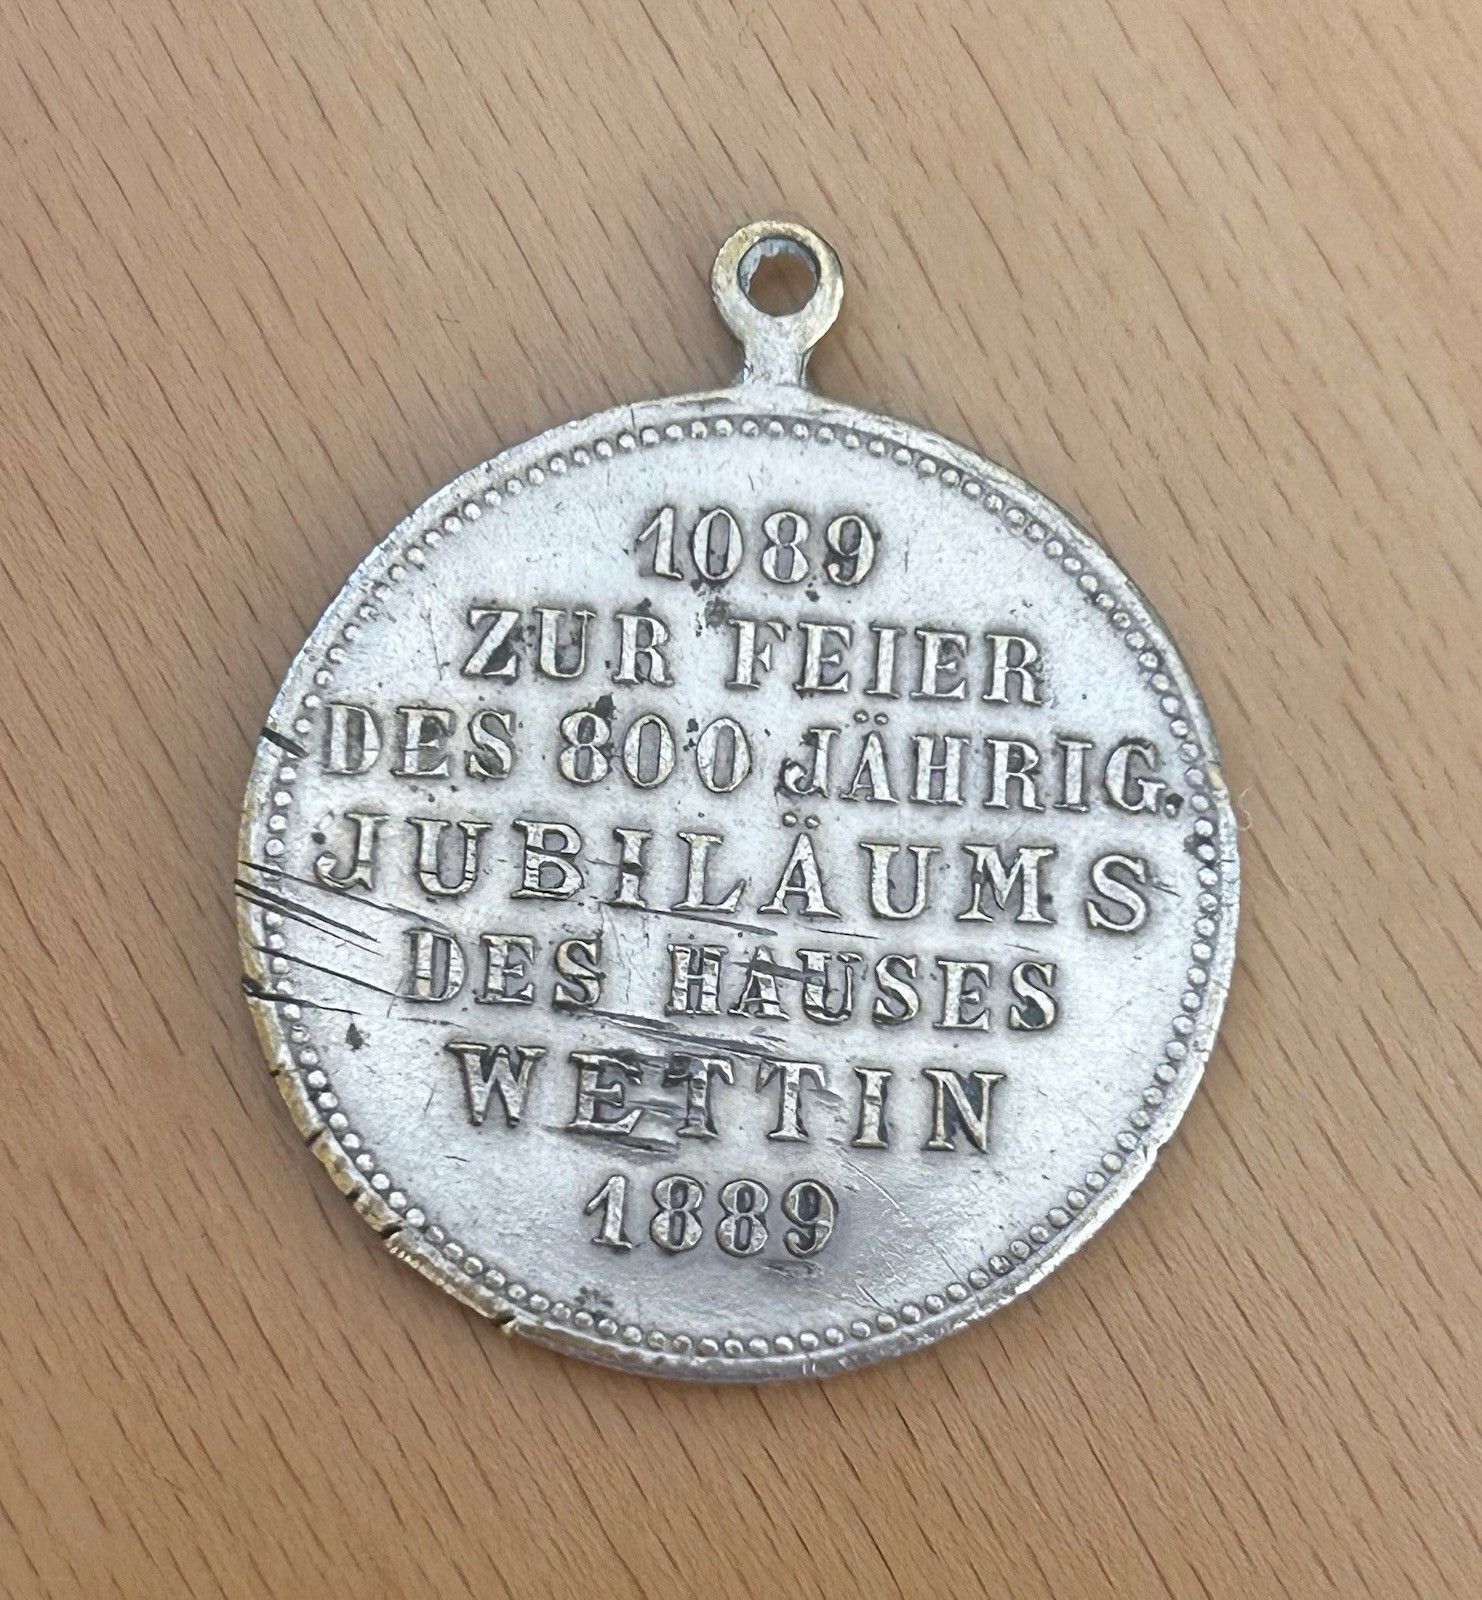 1089
ZUR FEIER
DES 800 JÄHRIG.
JUBILÄUMS
DES HAUSES
WETTIN
1889